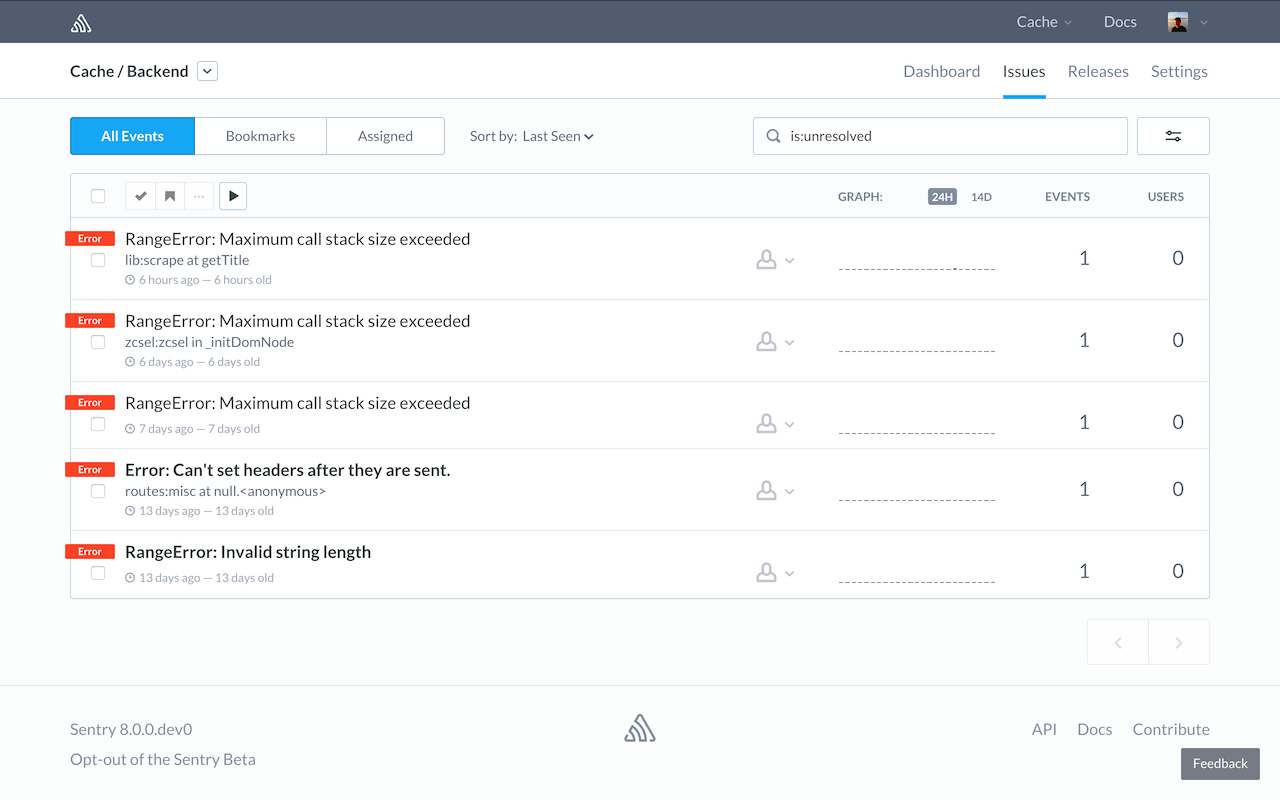 Cache Docs
Cache / Backend Dashboard Issues Releases Settings
All Events Bookmarks Assigned Sort by: Last Seen is:unresolved
GRAPH: 24H 14D EVENTS USERS
Error RangeError: Maximum call stack size exceeded
lib:scrape at getTitle 1 0
6 hours ago — 6 hours old
Error RangeError: Maximum call stack size exceeded
zcsel:zcsel in _initDomNode 1 0
6 days ago — 6 days old
Error RangeError: Maximum call stack size exceeded
7 days ago — 7 days old 1 0
Error Error: Can't set headers after they are sent.
routes:misc at null.<anonymous> 1 0
13 days ago — 13 days old
Error RangeError: Invalid string length
13 days ago — 13 days old 1 0
Sentry 8.0.0.dev0 API Docs Contribute
Opt-out of the Sentry Beta Feedback